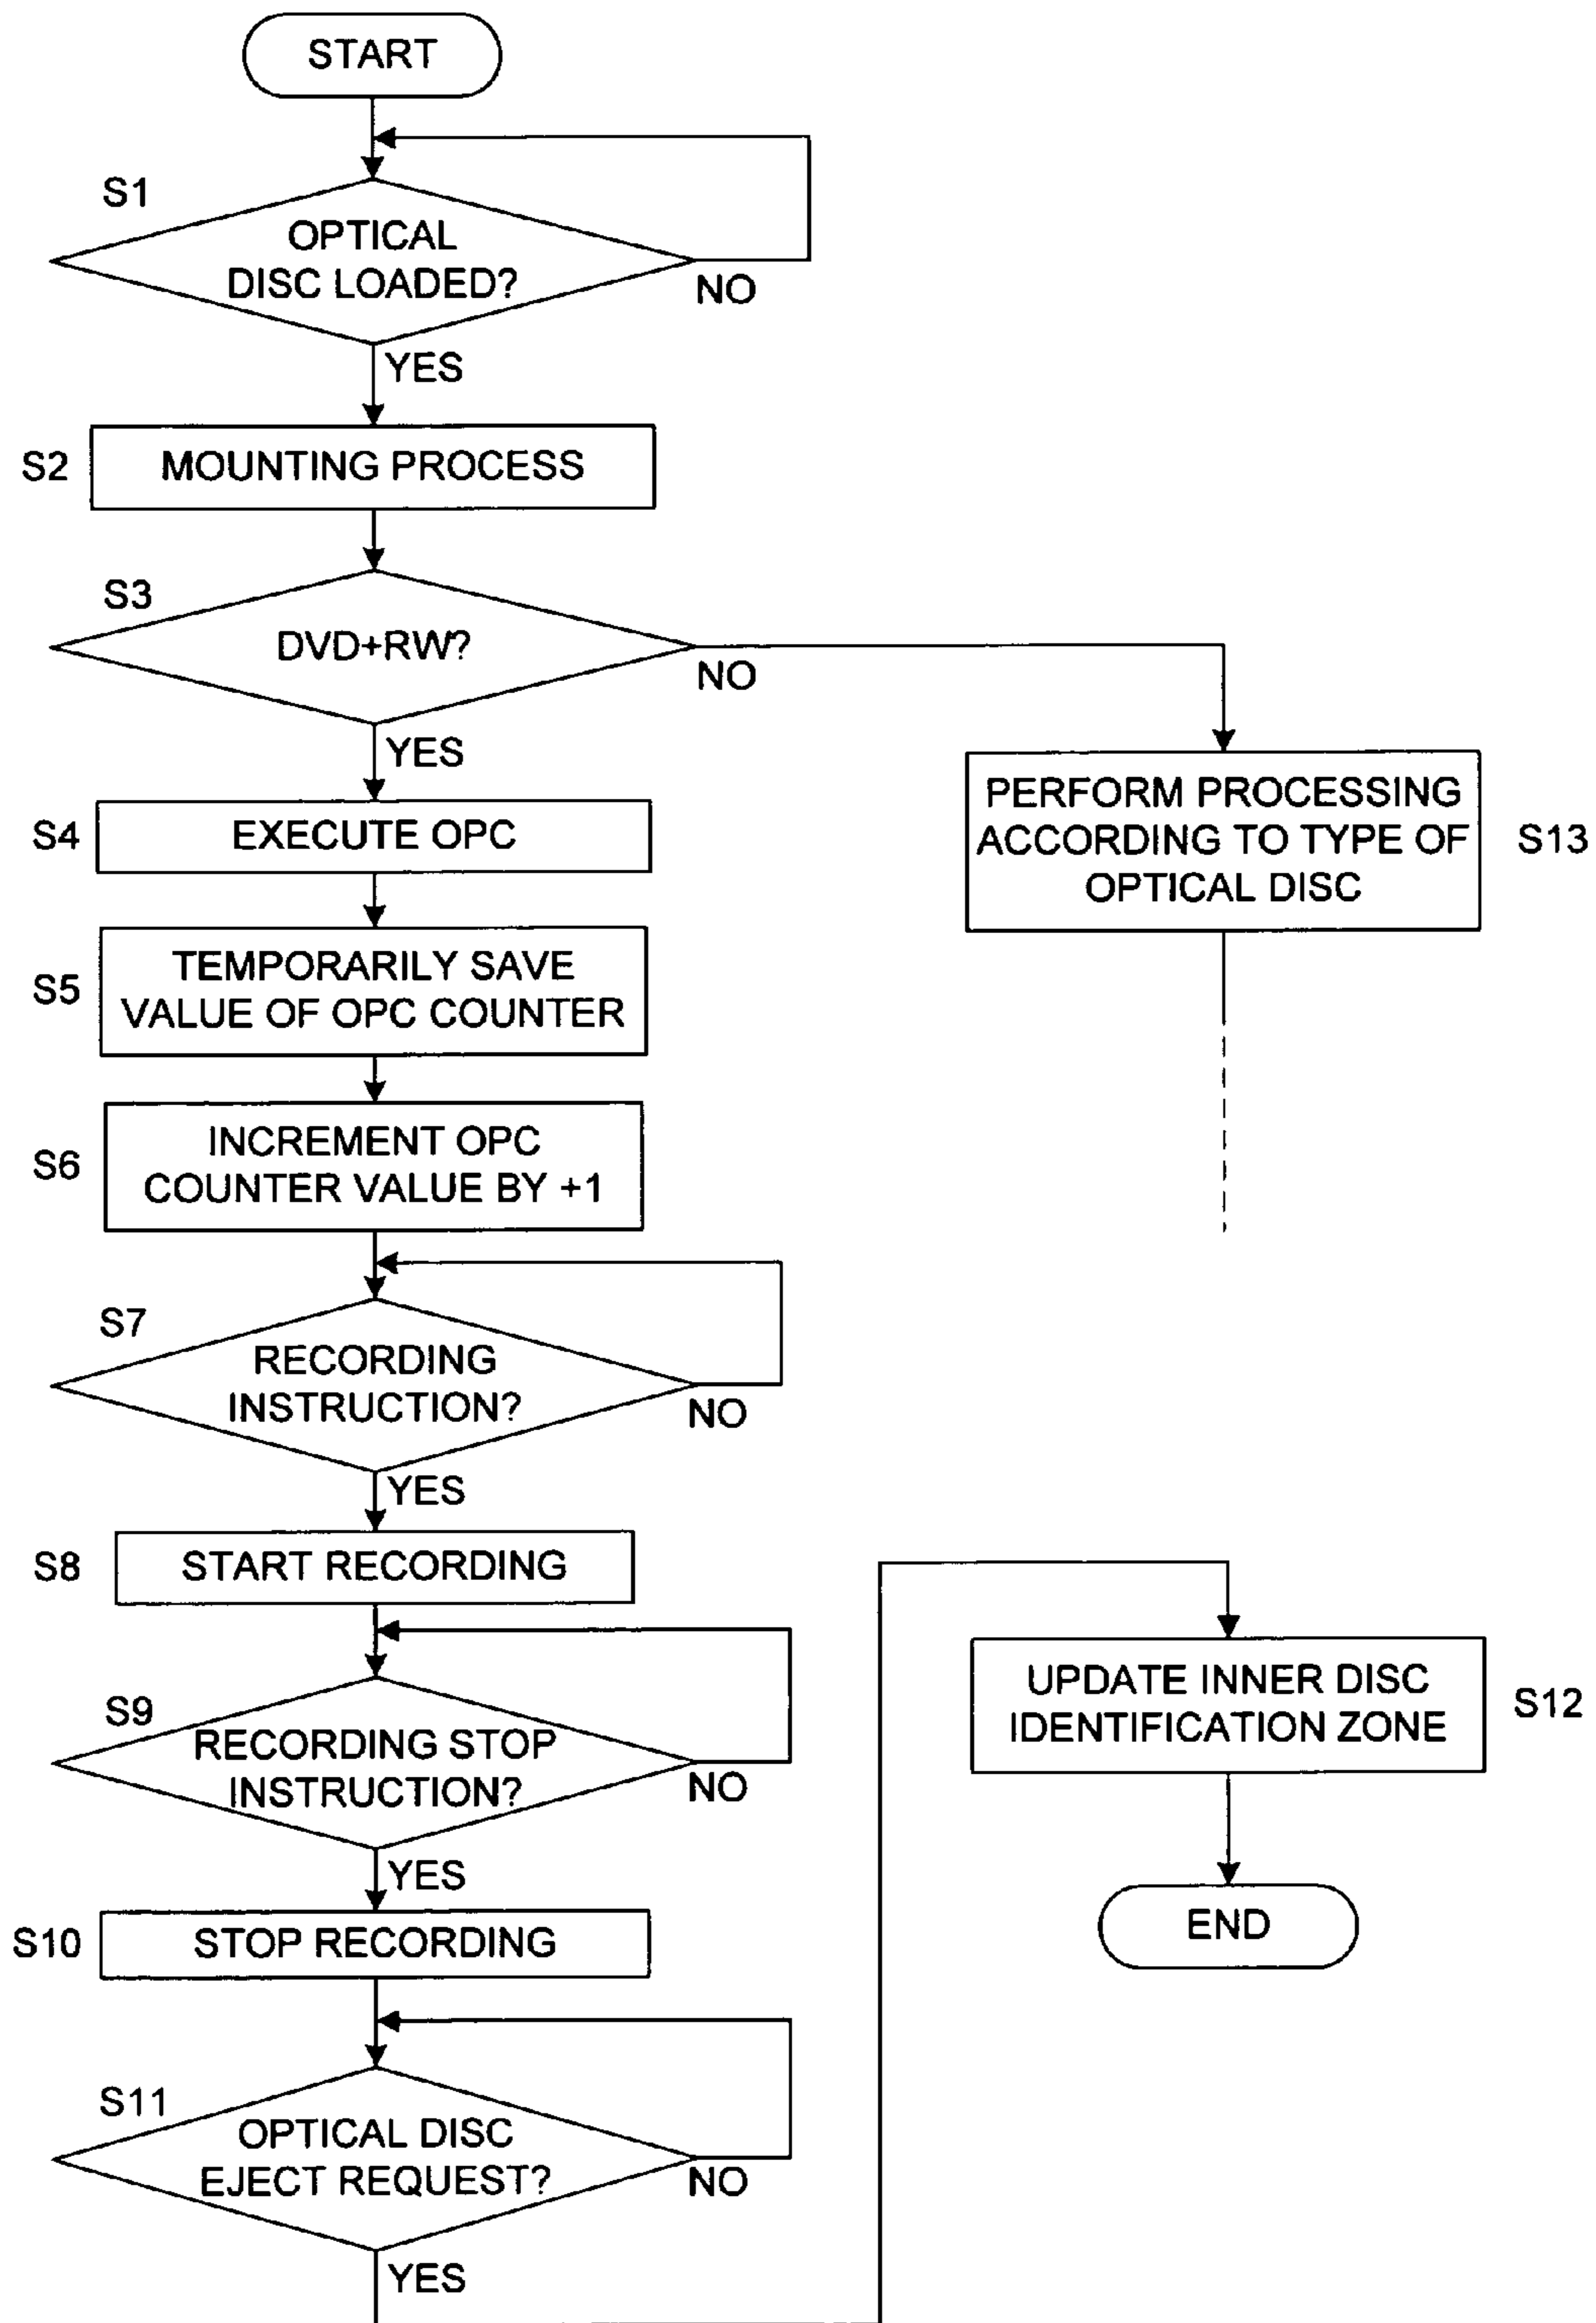 START
S1
OPTICAL
DISC LOADED?
NO
YES
S2
MOUNTING PROCESS
S3
DVD+RW?
NO
YES
S4
EXECUTE OPC
PERFORM PROCESSING
ACCORDING TO TYPE OF
OPTICAL DISC
S13
S5
TEMPORARILY SAVE
VALUE OF OPC COUNTER
S6
INCREMENT OPC
COUNTER VALUE BY +1
S7
RECORDING
INSTRUCTION?
NO
YES
S8
START RECORDING
S9
RECORDING STOP
INSTRUCTION?
NO
YES
S10
STOP RECORDING
S11
OPTICAL DISC
EJECT REQUEST?
NO
YES
UPDATE INNER DISC
IDENTIFICATION ZONE
S12
END